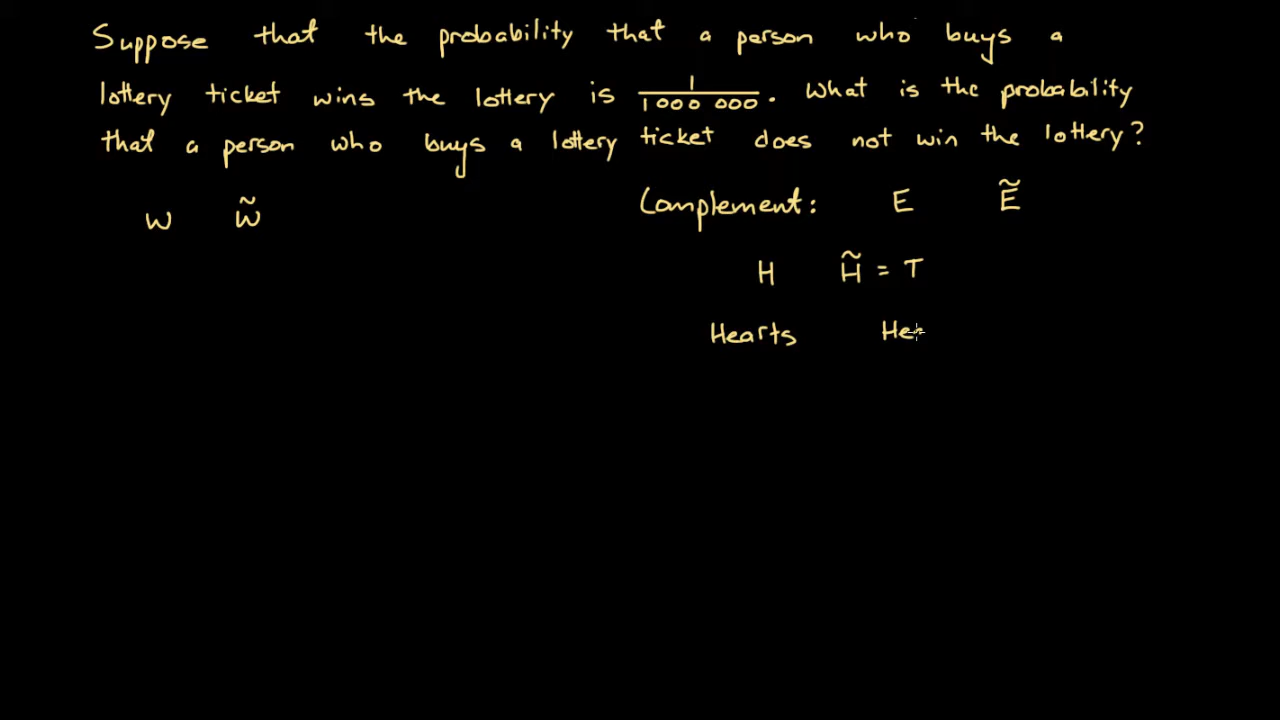 Suppose that the probability that a person who buys a
lottery ticket wins the lottery is 1/1000 000. What is the probability
that a person who buys a lottery ticket does not win the lottery?
W W̃ Complement: E Ẽ
H H̃ = T
Hearts Hea